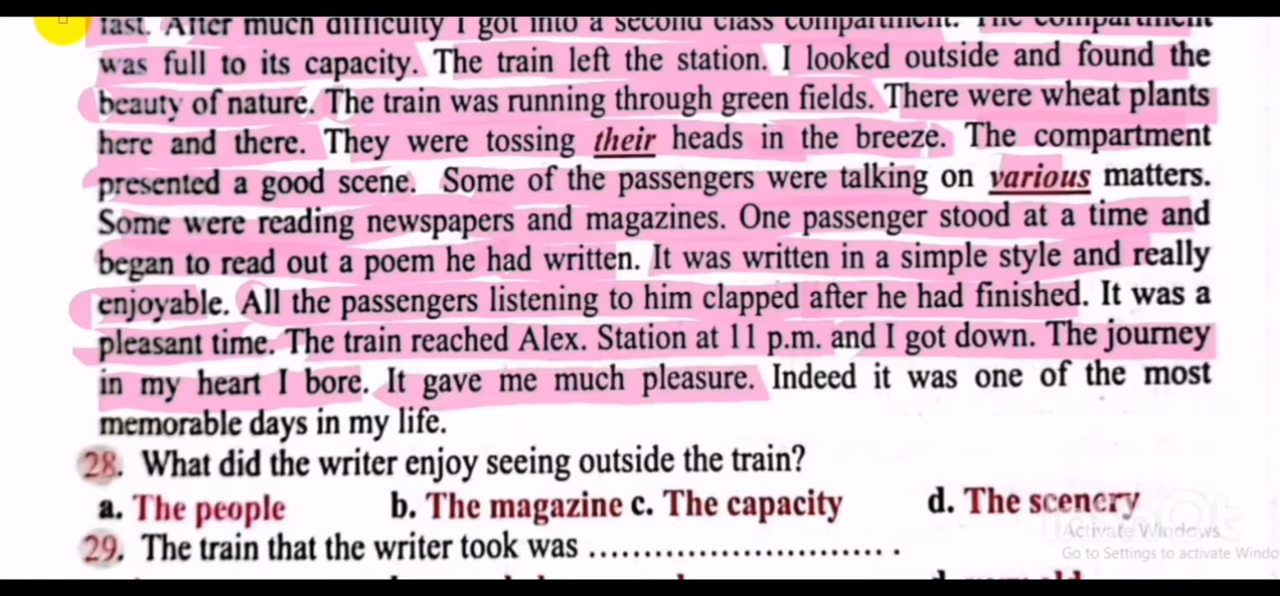 fast. After much difficulty I got into a second class compartment. The compartment
was full to its capacity. The train left the station. I looked outside and found the
beauty of nature. The train was running through green fields. There were wheat plants
here and there. They were tossing their heads in the breeze. The compartment
presented a good scene. Some of the passengers were talking on various matters.
Some were reading newspapers and magazines. One passenger stood at a time and
began to read out a poem he had written. It was written in a simple style and really
enjoyable. All the passengers listening to him clapped after he had finished. It was a
pleasant time. The train reached Alex. Station at 11 p.m. and I got down. The journey
in my heart I bore. It gave me much pleasure. Indeed it was one of the most
memorable days in my life.
28. What did the writer enjoy seeing outside the train?
a. The people b. The magazine c. The capacity d. The scenery
Activate Windows
29. The train that the writer took was ............................ .
Go to Settings to activate Windo